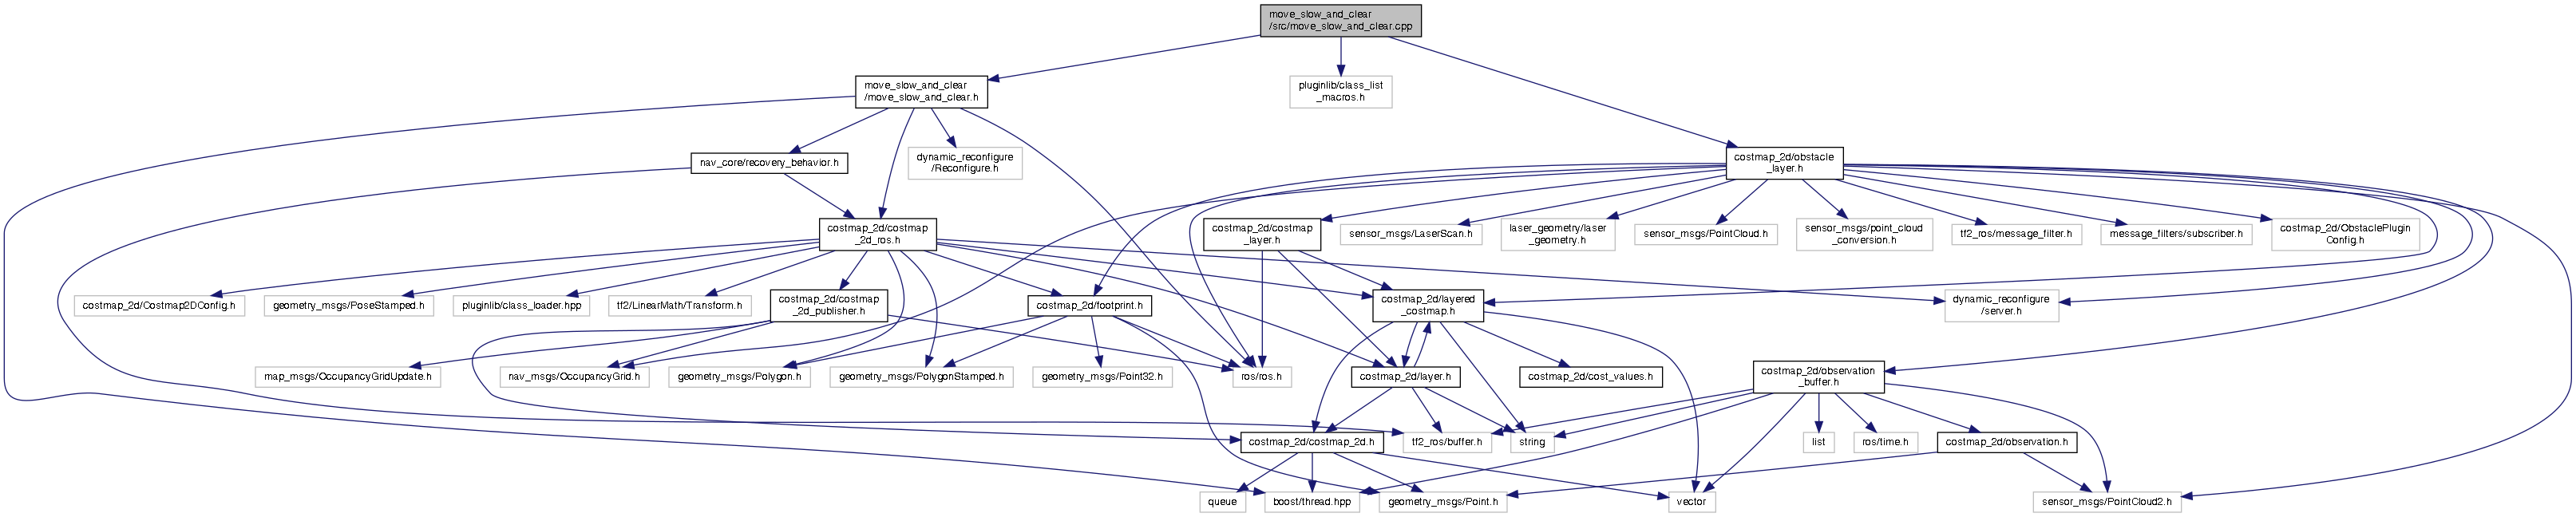 move_slow_and_clear
/src/move_slow_and_clear.cpp
move_slow_and_clear
/move_slow_and_clear.h
pluginlib/class_list
_macros.h
nav_core/recovery_behavior.h
dynamic_reconfigure
/Reconfigure.h
costmap_2d/obstacle
_layer.h
costmap_2d/costmap
_2d_ros.h
costmap_2d/costmap
_layer.h
sensor_msgs/LaserScan.h
laser_geometry/laser
_geometry.h
sensor_msgs/PointCloud.h
sensor_msgs/point_cloud
_conversion.h
tf2_ros/message_filter.h
message_filters/subscriber.h
costmap_2d/ObstaclePlugin
Config.h
costmap_2d/Costmap2DConfig.h
geometry_msgs/PoseStamped.h
pluginlib/class_loader.hpp
tf2/LinearMath/Transform.h
costmap_2d/costmap
_2d_publisher.h
costmap_2d/footprint.h
costmap_2d/layered
_costmap.h
dynamic_reconfigure
/server.h
map_msgs/OccupancyGridUpdate.h
nav_msgs/OccupancyGrid.h
geometry_msgs/Polygon.h
geometry_msgs/PolygonStamped.h
geometry_msgs/Point32.h
ros/ros.h
costmap_2d/layer.h
costmap_2d/cost_values.h
costmap_2d/observation
_buffer.h
costmap_2d/costmap_2d.h
tf2_ros/buffer.h
string
list
ros/time.h
costmap_2d/observation.h
queue
boost/thread.hpp
geometry_msgs/Point.h
vector
sensor_msgs/PointCloud2.h